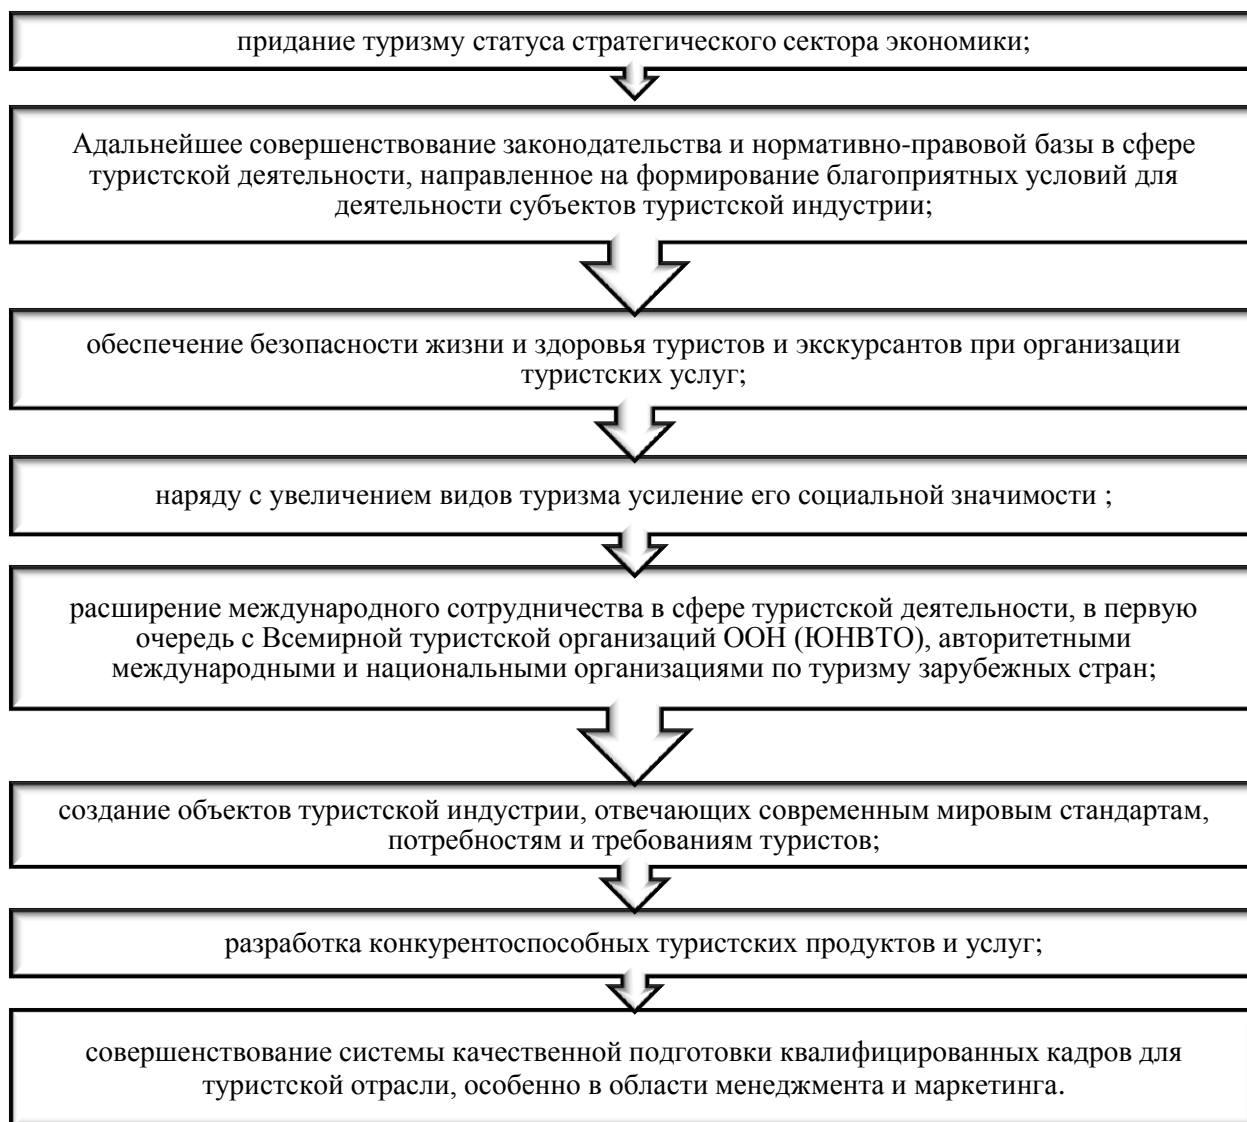 придание туризму статуса стратегического сектора экономики;
Адальнейшее совершенствование законодательства и нормативно-правовой базы в сфере
туристской деятельности, направленное на формирование благоприятных условий для
деятельности субъектов туристской индустрии;
обеспечение безопасности жизни и здоровья туристов и экскурсантов при организации
туристских услуг;
наряду с увеличением видов туризма усиление его социальной значимости ;
расширение международного сотрудничества в сфере туристской деятельности, в первую
очередь с Всемирной туристской организаций ООН (ЮНВТО), авторитетными
международными и национальными организациями по туризму зарубежных стран;
создание объектов туристской индустрии, отвечающих современным мировым стандартам,
потребностям и требованиям туристов;
разработка конкурентоспособных туристских продуктов и услуг;
совершенствование системы качественной подготовки квалифицированных кадров для
туристской отрасли, особенно в области менеджмента и маркетинга.